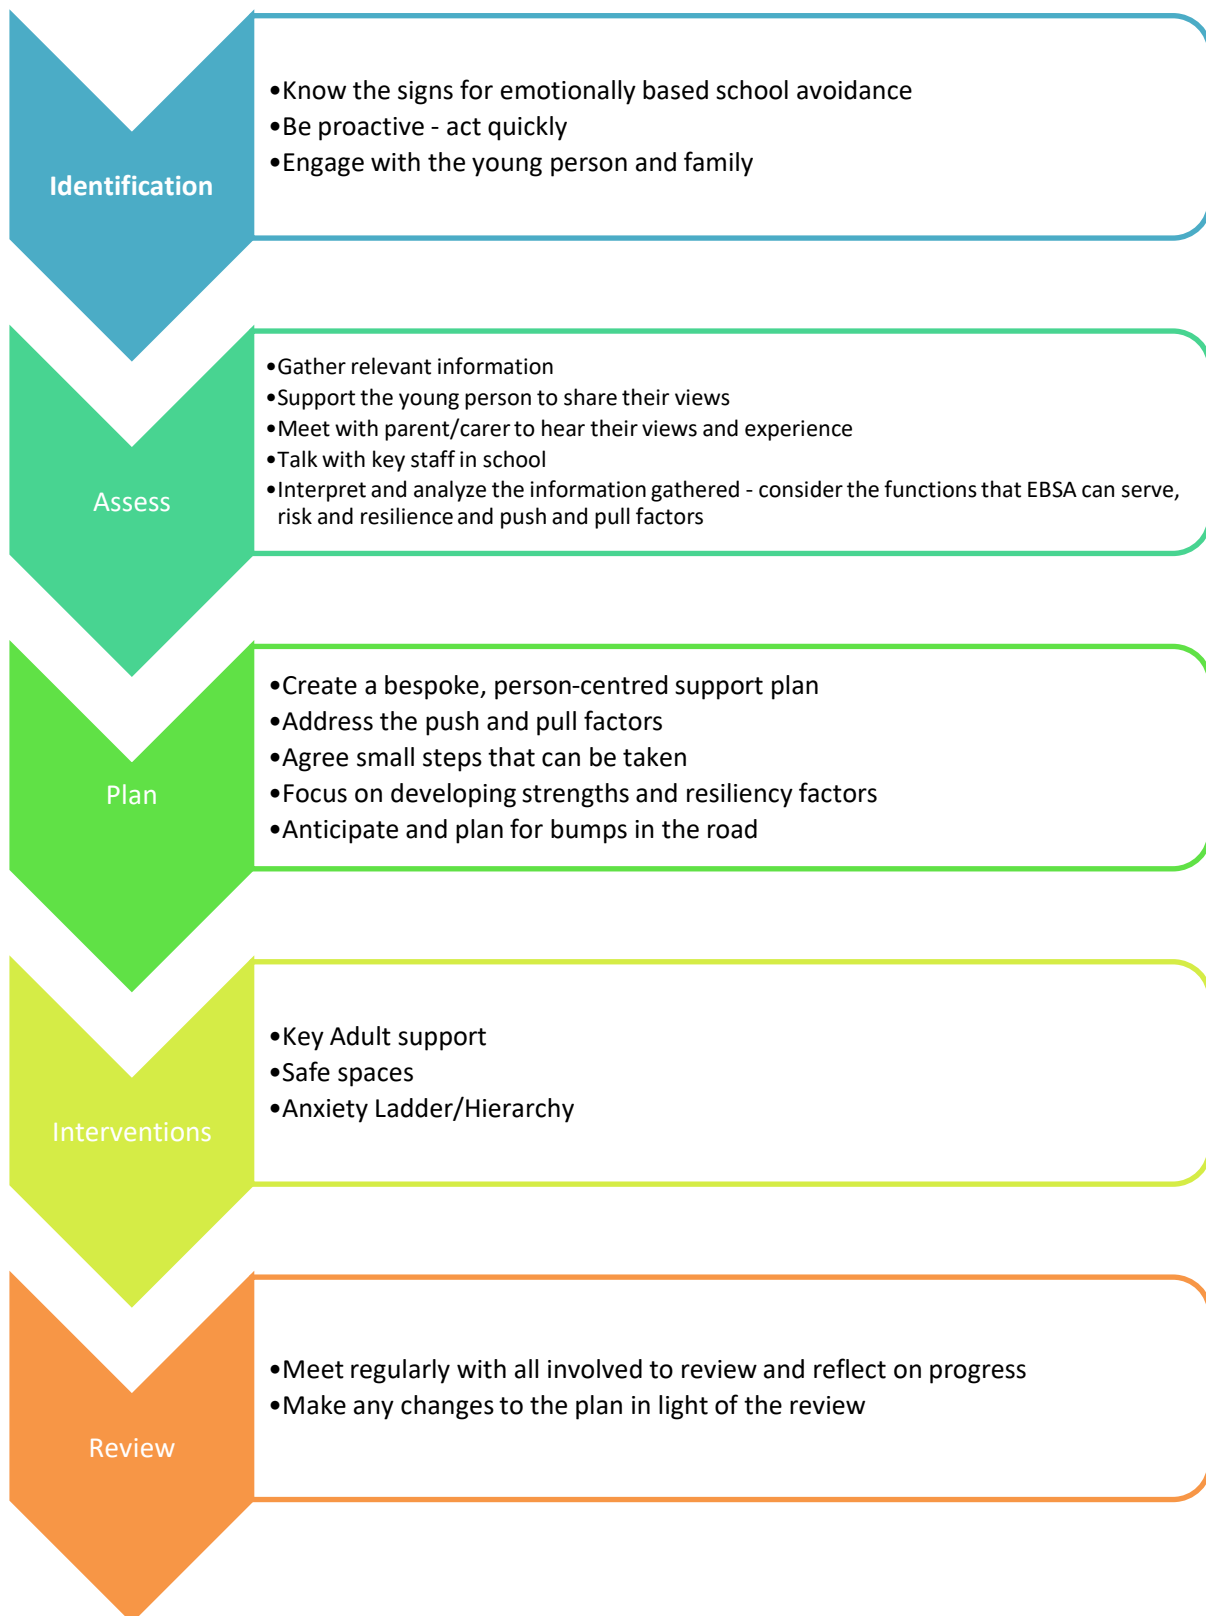 Identification
•Know the signs for emotionally based school avoidance
•Be proactive - act quickly
•Engage with the young person and family
Assess
•Gather relevant information
•Support the young person to share their views
•Meet with parent/carer to hear their views and experience
•Talk with key staff in school
•Interpret and analyze the information gathered - consider the functions that EBSA can serve,
risk and resilience and push and pull factors
Plan
•Create a bespoke, person-centred support plan
•Address the push and pull factors
•Agree small steps that can be taken
•Focus on developing strengths and resiliency factors
•Anticipate and plan for bumps in the road
Interventions
•Key Adult support
•Safe spaces
•Anxiety Ladder/Hierarchy
Review
•Meet regularly with all involved to review and reflect on progress
•Make any changes to the plan in light of the review